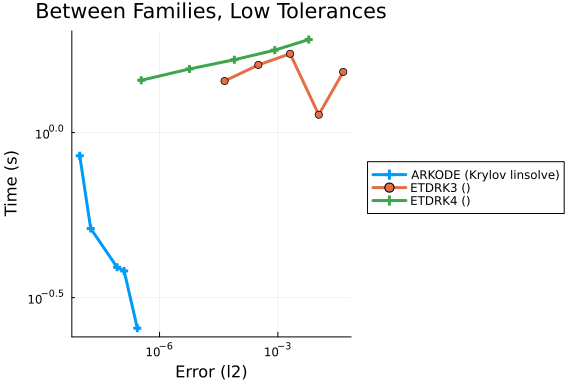 Between Families, Low Tolerances
Time (s)
10^0.0
10^-0.5
10^-6
10^-3
Error (l2)
ARKODE (Krylov linsolve)
ETDRK3 ()
ETDRK4 ()